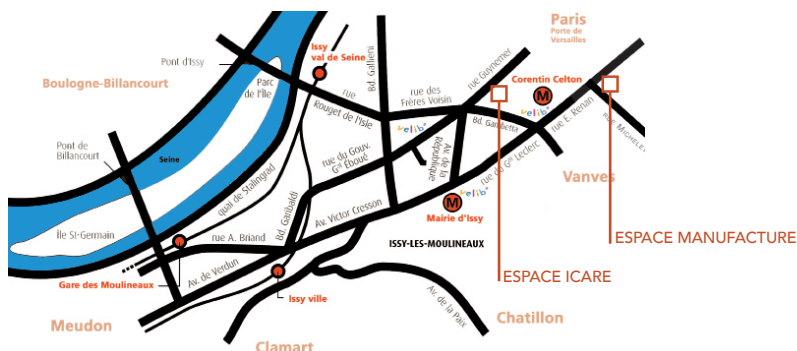 Paris
Porte de
Versailles
Pont d'Issy
Issy
val de Seine
Bd. Gallieni
rue Guynemer
Corentin Celton
M
Boulogne-Billancourt
Parc
de l'Île
rue
Rouget de l'Isle
rue des
Frères Voisin
velib'
Bd. Gambetta
velib'
rue E. Renan
RUE MICHELET
Pont de
Billancourt
Seine
quai de Stalingrad
rue du Gouv.
Gal Éboué
Av. de la
République
rue du Gal Leclerc
Vanves
Île St-Germain
rue A. Briand
Bd. Garibaldi
Av. Victor Cresson
velib'
M
Mairie d'Issy
ISSY-LES-MOULINEAUX
ESPACE MANUFACTURE
Gare des Moulineaux
Av. de Verdun
Issy ville
ESPACE ICARE
Av. de la Paix
Meudon
Clamart
Chatillon